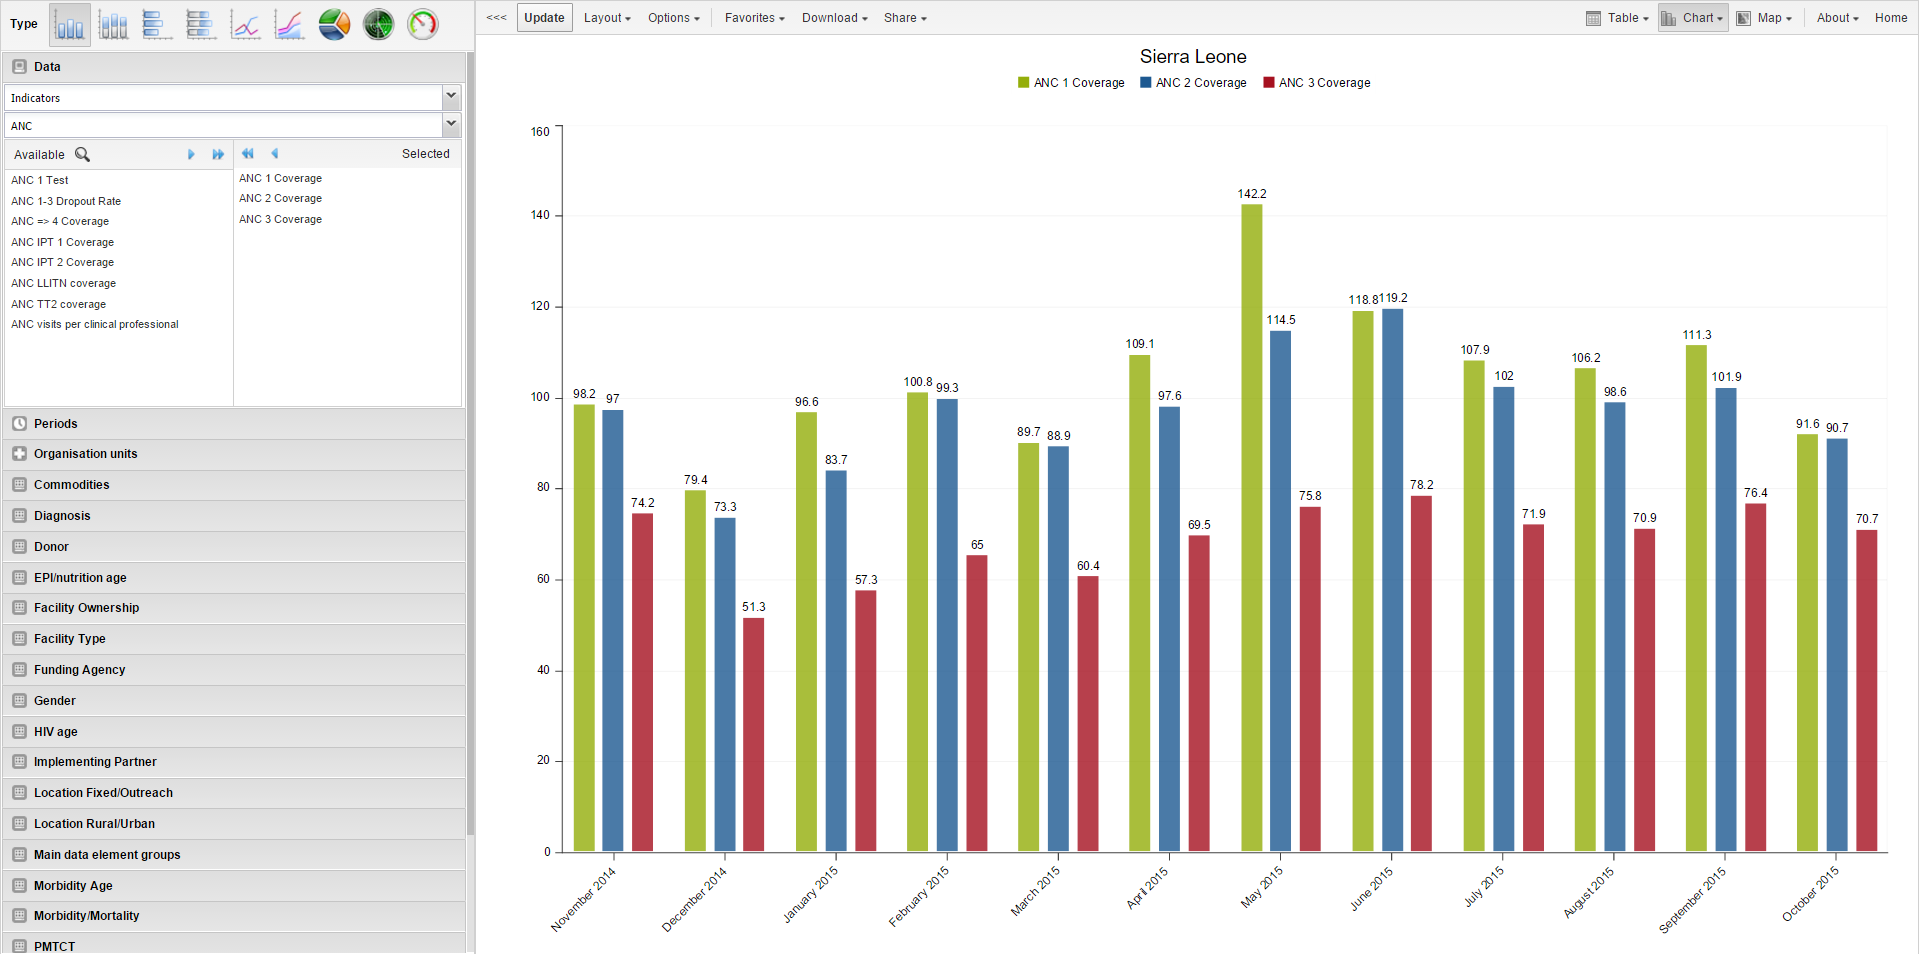 Type
<<< Update Layout Options Favorites Download Share Table Chart Map About Home
Data
Indicators
ANC
Available Selected
ANC 1 Test
ANC 1-3 Dropout Rate
ANC => 4 Coverage
ANC IPT 1 Coverage
ANC IPT 2 Coverage
ANC LLITN coverage
ANC TT2 coverage
ANC visits per clinical professional
ANC 1 Coverage
ANC 2 Coverage
ANC 3 Coverage
Periods
Organisation units
Commodities
Diagnosis
Donor
EPI/nutrition age
Facility Ownership
Facility Type
Funding Agency
Gender
HIV age
Implementing Partner
Location Fixed/Outreach
Location Rural/Urban
Main data element groups
Morbidity Age
Morbidity/Mortality
PMTCT
Sierra Leone
ANC 1 Coverage ANC 2 Coverage ANC 3 Coverage
160
140
120
100
80
60
40
20
0
98.2 97 74.2
79.4 73.3 51.3
96.6 83.7 57.3
100.8 99.3 65
89.7 88.9 60.4
109.1 97.6 69.5
142.2 114.5 75.8
118.8 119.2 78.2
107.9 102 71.9
106.2 98.6 70.9
111.3 101.9 76.4
91.6 90.7 70.7
November 2014
December 2014
January 2015
February 2015
March 2015
April 2015
May 2015
June 2015
July 2015
August 2015
September 2015
October 2015